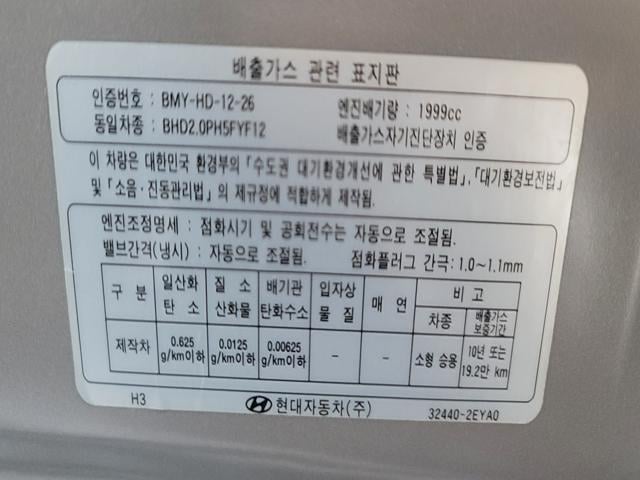 배출가스 관련 표지판
인증번호 : BMY-HD-12-26 엔진배기량 : 1999cc
동일차종 : BHD2.0PH5FYF12 배출가스자기진단장치 인증
이 차량은 대한민국 환경부의 「수도권 대기환경개선에 관한 특별법」, 「대기환경보전법」
및 「소음·진동관리법」의 제규정에 적합하게 제작됨.
엔진조정명세 : 점화시기 및 공회전수는 자동으로 조절됨.
밸브간격(냉시) : 자동으로 조절됨. 점화플러그 간극: 1.0~1.1mm
구 분 일산화탄소 질소산화물 배기관탄화수소 입자상물질 매 연 비 고
차종 배출가스보증기간
제작차 0.625g/km이하 0.0125g/km이하 0.00625g/km이하 - - 소형 승용 10년 또는 19.2만 km
H3 현대자동차(주) 32440-2EYA0